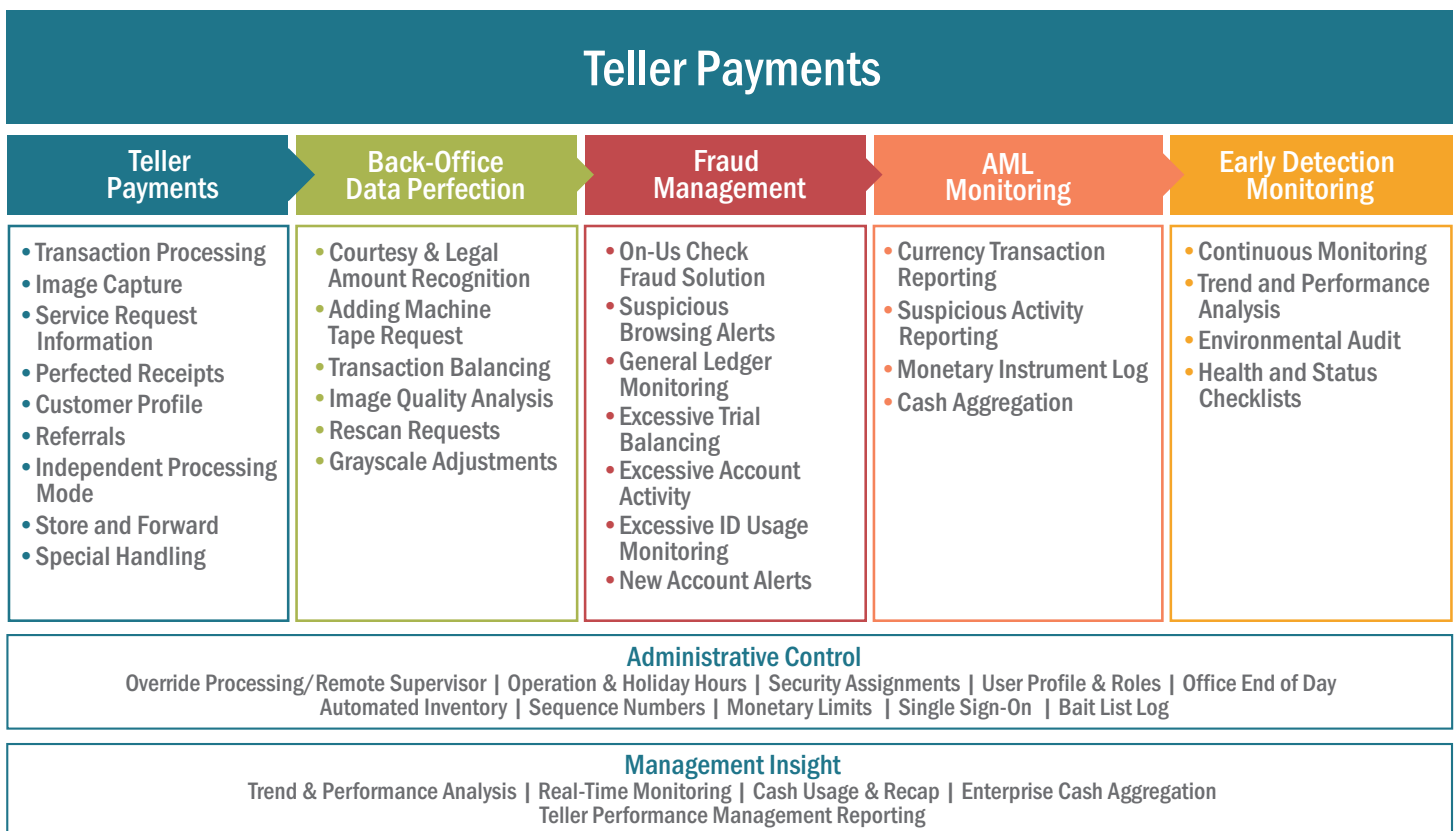 Teller Payments
Teller
Payments
Back-Office
Data Perfection
Fraud
Management
AML
Monitoring
Early Detection
Monitoring
• Transaction Processing
• Image Capture
• Service Request
Information
• Perfected Receipts
• Customer Profile
• Referrals
• Independent Processing
Mode
• Store and Forward
• Special Handling
• Courtesy & Legal
Amount Recognition
• Adding Machine
Tape Request
• Transaction Balancing
• Image Quality Analysis
• Rescan Requests
• Grayscale Adjustments
• On-Us Check
Fraud Solution
• Suspicious
Browsing Alerts
• General Ledger
Monitoring
• Excessive Trial
Balancing
• Excessive Account
Activity
• Excessive ID Usage
Monitoring
• New Account Alerts
• Currency Transaction
Reporting
• Suspicious Activity
Reporting
• Monetary Instrument Log
• Cash Aggregation
• Continuous Monitoring
• Trend and Performance
Analysis
• Environmental Audit
• Health and Status
Checklists
Administrative Control
Override Processing/Remote Supervisor | Operation & Holiday Hours | Security Assignments | User Profile & Roles | Office End of Day
Automated Inventory | Sequence Numbers | Monetary Limits | Single Sign-On | Bait List Log
Management Insight
Trend & Performance Analysis | Real-Time Monitoring | Cash Usage & Recap | Enterprise Cash Aggregation
Teller Performance Management Reporting